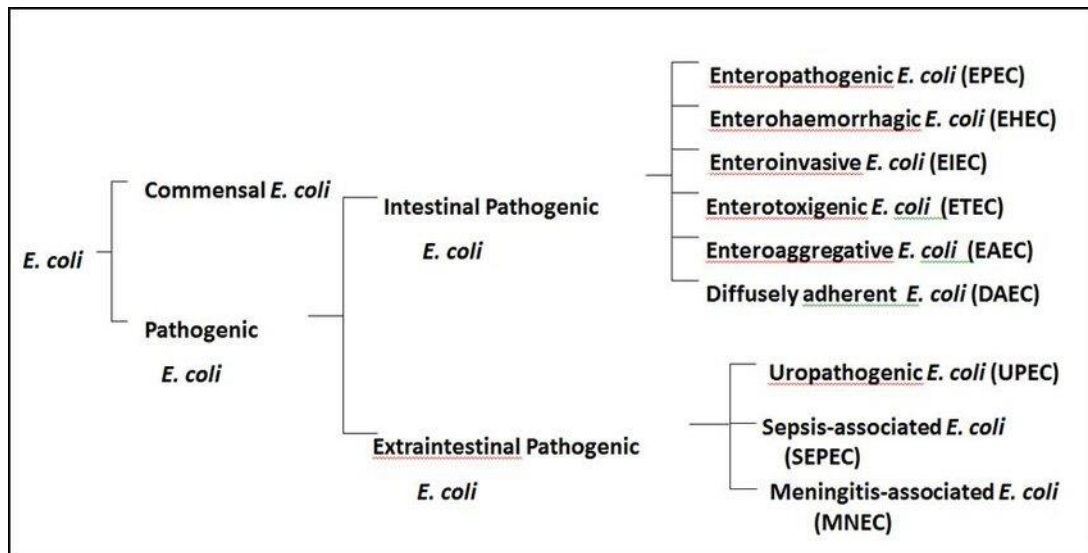 E. coli
Commensal E. coli
Pathogenic
E. coli
Intestinal Pathogenic
E. coli
Extraintestinal Pathogenic
E. coli
Enteropathogenic E. coli (EPEC)
Enterohaemorrhagic E. coli (EHEC)
Enteroinvasive E. coli (EIEC)
Enterotoxigenic E. coli (ETEC)
Enteroaggregative E. coli (EAEC)
Diffusely adherent E. coli (DAEC)
Uropathogenic E. coli (UPEC)
Sepsis-associated E. coli
(SEPEC)
Meningitis-associated E. coli
(MNEC)